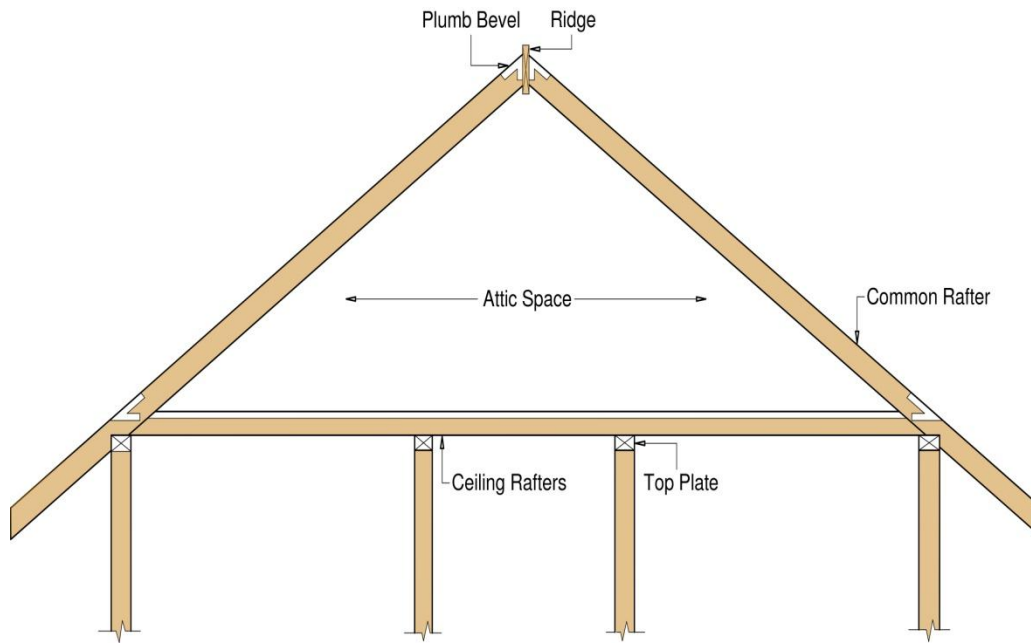 Plumb Bevel
Ridge
Attic Space
Common Rafter
Ceiling Rafters
Top Plate